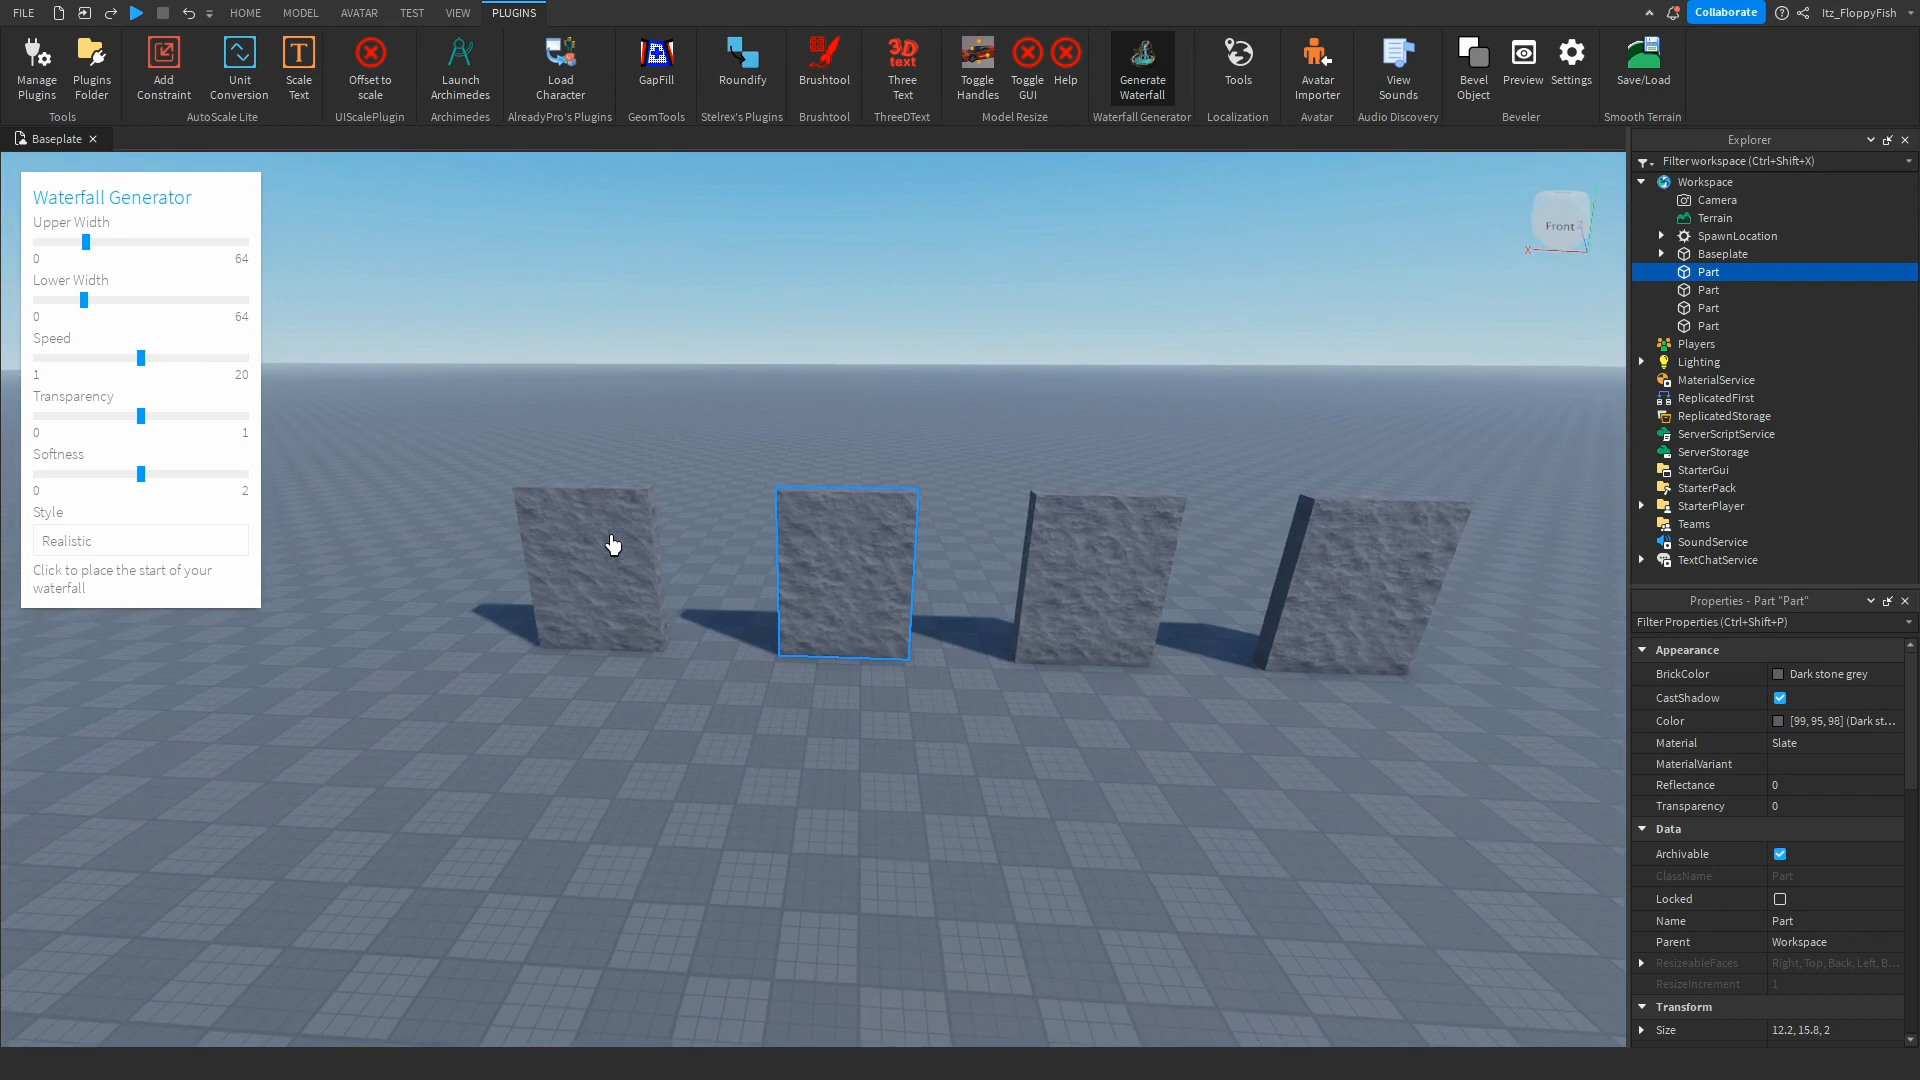 FILE HOME MODEL AVATAR TEST VIEW PLUGINS Collaborate Itz_FloppyFish
Manage Plugins
Plugins Folder
Tools
Add Constraint
Unit Conversion
Scale Text
AutoScale Lite
Offset to scale
UIScalePlugin
Launch Archimedes
Archimedes
Load Character
AlreadyPro's Plugins
GapFill
GeomTools
Roundify
Stelrex's Plugins
Brushtool
Brushtool
3D text
Three Text
ThreeDText
Toggle Handles
Toggle GUI
Help
Model Resize
Generate Waterfall
Waterfall Generator
Tools
Localization
Avatar Importer
Avatar
View Sounds
Audio Discovery
Bevel Object
Preview
Settings
Beveler
Save/Load
Smooth Terrain
Baseplate
Waterfall Generator
Upper Width
0 64
Lower Width
0 64
Speed
1 20
Transparency
0 1
Softness
0 2
Style
Realistic
Click to place the start of your
waterfall
Front
X
Z
Explorer
Filter workspace (Ctrl+Shift+X)
Workspace
Camera
Terrain
SpawnLocation
Baseplate
Part
Part
Part
Part
Players
Lighting
MaterialService
ReplicatedFirst
ReplicatedStorage
ServerScriptService
ServerStorage
StarterGui
StarterPack
StarterPlayer
Teams
SoundService
TextChatService
Properties - Part "Part"
Filter Properties (Ctrl+Shift+P)
Appearance
BrickColor Dark stone grey
CastShadow
Color [99, 95, 98] (Dark st...
Material Slate
MaterialVariant
Reflectance 0
Transparency 0
Data
Archivable
ClassName Part
Locked
Name Part
Parent Workspace
ResizeableFaces Right, Top, Back, Left, B...
ResizeIncrement 1
Transform
Size 12.2, 15.8, 2